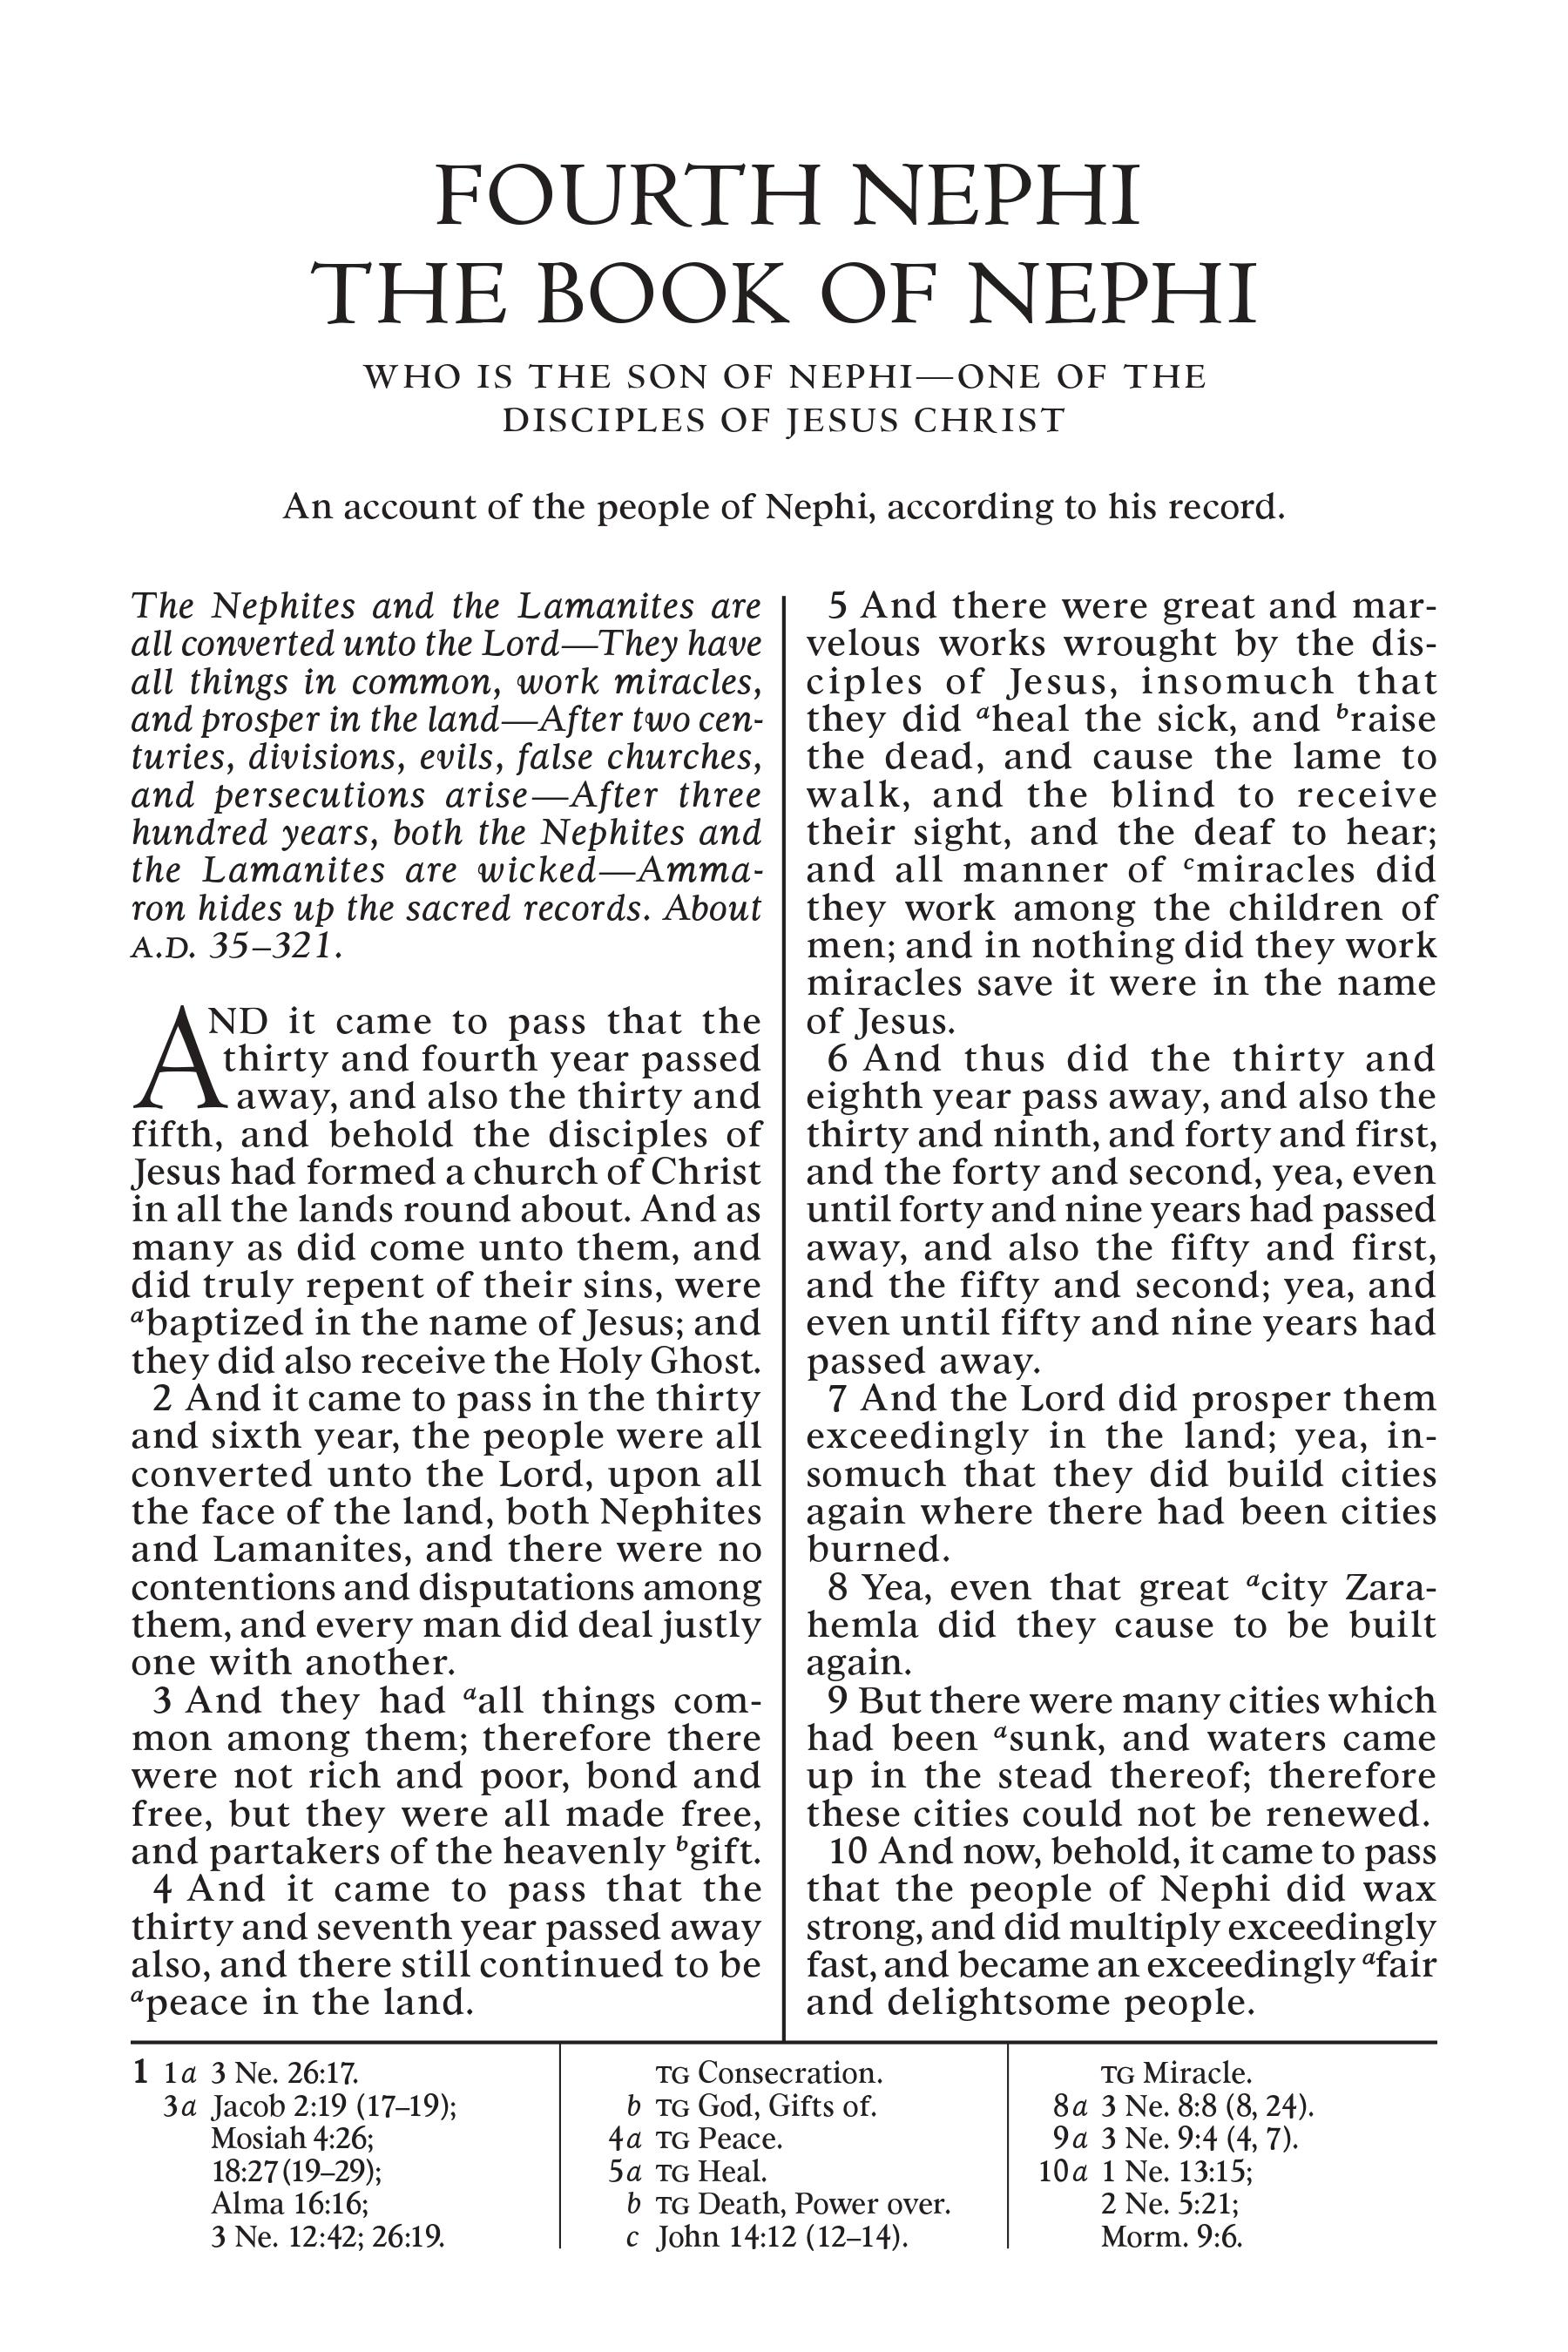 FOURTH NEPHI
THE BOOK OF NEPHI
WHO IS THE SON OF NEPHI—ONE OF THE
DISCIPLES OF JESUS CHRIST
An account of the people of Nephi, according to his record.
The Nephites and the Lamanites are
all converted unto the Lord—They have
all things in common, work miracles,
and prosper in the land—After two cen-
turies, divisions, evils, false churches,
and persecutions arise—After three
hundred years, both the Nephites and
the Lamanites are wicked—Amma-
ron hides up the sacred records. About
A.D. 35–321.
AND it came to pass that the
thirty and fourth year passed
away, and also the thirty and
fifth, and behold the disciples of
Jesus had formed a church of Christ
in all the lands round about. And as
many as did come unto them, and
did truly repent of their sins, were
a baptized in the name of Jesus; and
they did also receive the Holy Ghost.
2 And it came to pass in the thirty
and sixth year, the people were all
converted unto the Lord, upon all
the face of the land, both Nephites
and Lamanites, and there were no
contentions and disputations among
them, and every man did deal justly
one with another.
3 And they had a all things com-
mon among them; therefore there
were not rich and poor, bond and
free, but they were all made free,
and partakers of the heavenly b gift.
4 And it came to pass that the
thirty and seventh year passed away
also, and there still continued to be
a peace in the land.
5 And there were great and mar-
velous works wrought by the dis-
ciples of Jesus, insomuch that
they did a heal the sick, and b raise
the dead, and cause the lame to
walk, and the blind to receive
their sight, and the deaf to hear;
and all manner of c miracles did
they work among the children of
men; and in nothing did they work
miracles save it were in the name
of Jesus.
6 And thus did the thirty and
eighth year pass away, and also the
thirty and ninth, and forty and first,
and the forty and second, yea, even
until forty and nine years had passed
away, and also the fifty and first,
and the fifty and second; yea, and
even until fifty and nine years had
passed away.
7 And the Lord did prosper them
exceedingly in the land; yea, in-
somuch that they did build cities
again where there had been cities
burned.
8 Yea, even that great a city Zara-
hemla did they cause to be built
again.
9 But there were many cities which
had been a sunk, and waters came
up in the stead thereof; therefore
these cities could not be renewed.
10 And now, behold, it came to pass
that the people of Nephi did wax
strong, and did multiply exceedingly
fast, and became an exceedingly a fair
and delightsome people.
1 1a 3 Ne. 26:17.
3a Jacob 2:19 (17–19);
Mosiah 4:26;
18:27 (19–29);
Alma 16:16;
3 Ne. 12:42; 26:19.
TG Consecration.
b TG God, Gifts of.
4a TG Peace.
5a TG Heal.
b TG Death, Power over.
c John 14:12 (12–14).
TG Miracle.
8a 3 Ne. 8:8 (8, 24).
9a 3 Ne. 9:4 (4, 7).
10a 1 Ne. 13:15;
2 Ne. 5:21;
Morm. 9:6.